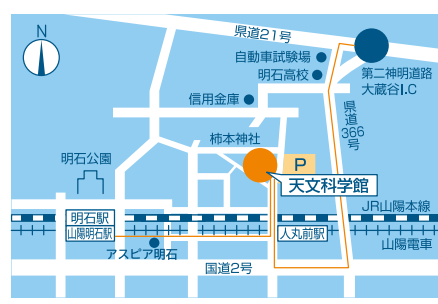 N
県道21号
自動車試験場
明石高校
第二神明道路
大蔵谷I.C
信用金庫
県道366号
柿本神社
明石公園
P
天文科学館
JR山陽本線
明石駅
山陽明石駅
人丸前駅
山陽電車
アスピア明石
国道2号